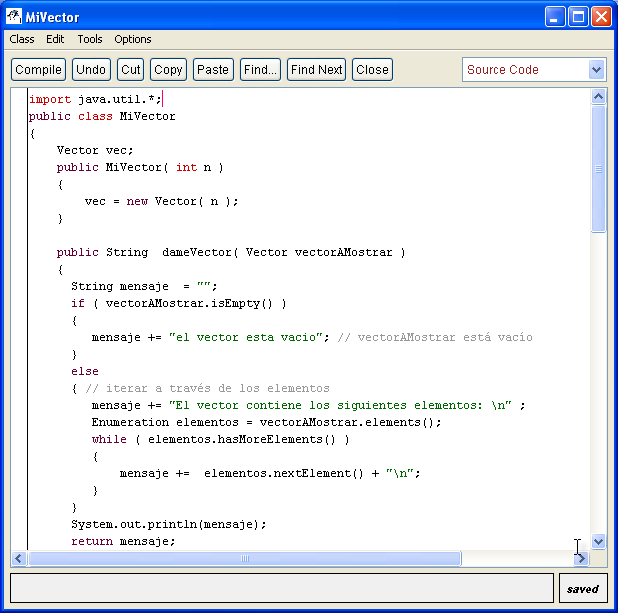 MiVector
Class Edit Tools Options
Compile Undo Cut Copy Paste Find... Find Next Close Source Code
import java.util.*;
public class MiVector
{
Vector vec;
public MiVector( int n )
{
vec = new Vector( n );
}
public String  dameVector( Vector vectorAMostrar )
{
String mensaje  = "";
if ( vectorAMostrar.isEmpty() )
{
mensaje += "el vector esta vacío"; // vectorAMostrar está vacío
}
else
{ // iterar a través de los elementos
mensaje += "El vector contiene los siguientes elementos: \n" ;
Enumeration elementos = vectorAMostrar.elements();
while ( elementos.hasMoreElements() )
{
mensaje +=  elementos.nextElement() + "\n";
}
}
System.out.println(mensaje);
return mensaje;
saved